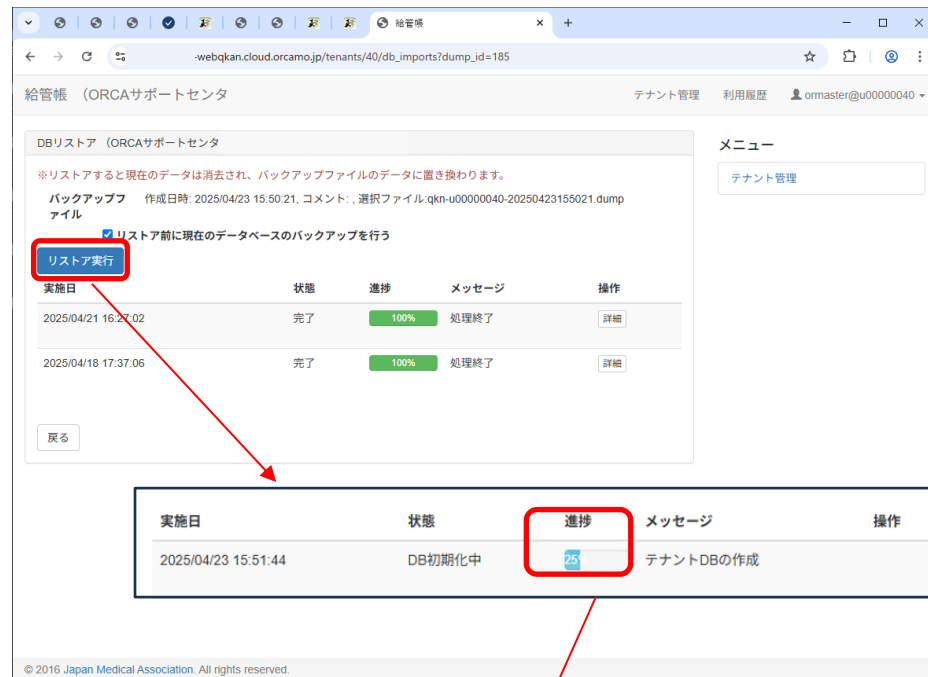 給管帳
-webqkan.cloud.orcamo.jp/tenants/40/db_imports?dump_id=185
給管帳 （ORCAサポートセンタ
テナント管理 利用履歴 ormaster@u00000040
DBリストア （ORCAサポートセンタ
メニュー
テナント管理
※リストアすると現在のデータは消去され、バックアップファイルのデータに置き換わります。
バックアップフ
ァイル
作成日時: 2025/04/23 15:50:21, コメント: , 選択ファイル:qkn-u00000040-20250423155021.dump
リストア前に現在のデータベースのバックアップを行う
リストア実行
実施日 状態 進捗 メッセージ 操作
2025/04/21 16:27:02 完了 100% 処理終了 詳細
2025/04/18 17:37:06 完了 100% 処理終了 詳細
戻る
実施日 状態 進捗 メッセージ 操作
2025/04/23 15:51:44 DB初期化中 25 テナントDBの作成
© 2016 Japan Medical Association. All rights reserved.